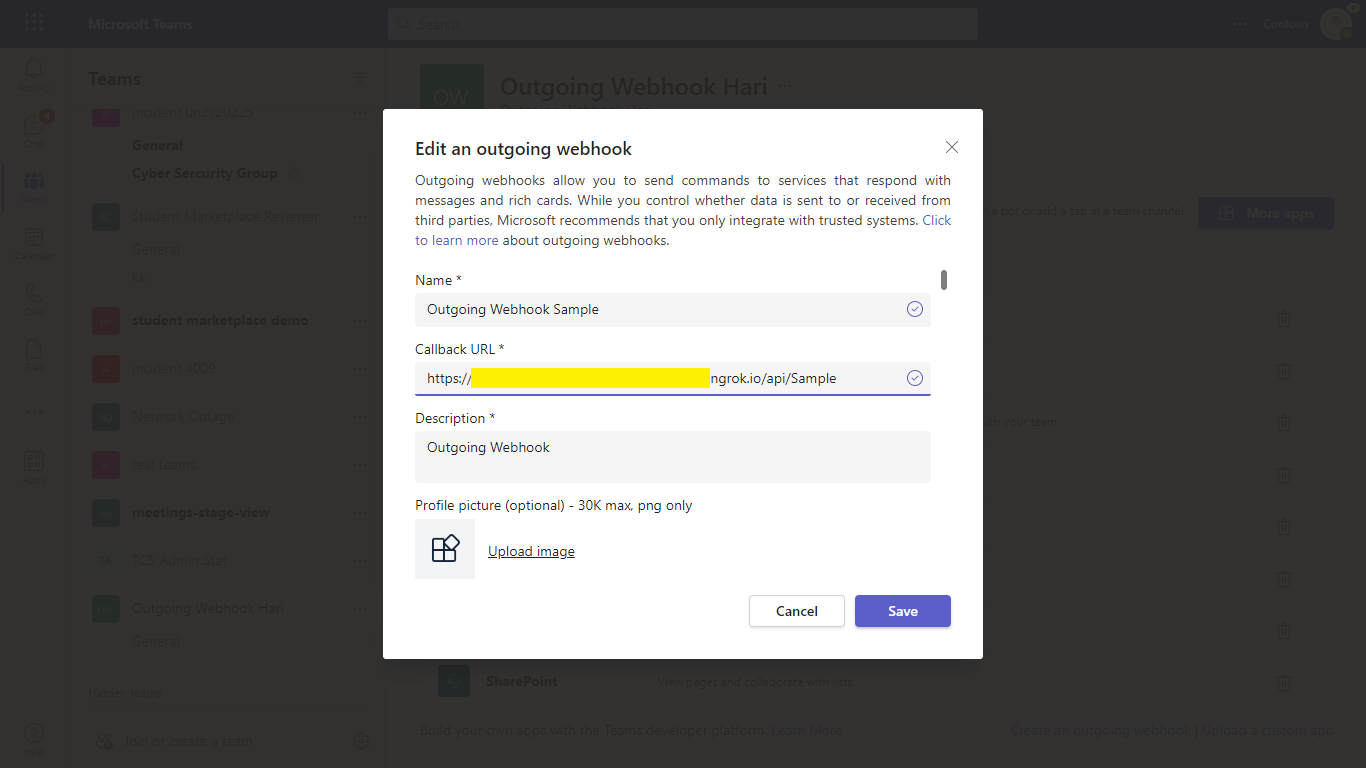 Microsoft Teams
Search
Contoso
Activity
Chat
Teams
Calendar
Calls
Files
Apps
Help
Teams
incident 062120225
General
Cyber Sercurity Group
Student Marketplace Reviewer
General
kk
student marketplace demo
incident-4009
Network Outage
test teams
meetings-stage-view
TA
TCS Admin Staf
Outgoing Webhook Hari
General
Hidden teams
Join or create a team
OW
Outgoing Webhook Hari
a bot or add a tab in a team channel.
More apps
with your team.
Edit an outgoing webhook
Outgoing webhooks allow you to send commands to services that respond with
messages and rich cards. While you control whether data is sent to or received from
third parties, Microsoft recommends that you only integrate with trusted systems. Click
to learn more about outgoing webhooks.
Name *
Outgoing Webhook Sample
Callback URL *
https:// ngrok.io/api/Sample
Description *
Outgoing Webhook
Profile picture (optional) - 30K max, png only
Upload image
Cancel
Save
SharePoint
View pages and collaborate with lists.
Build your own apps with the Teams developer platform. Learn More
Create an outgoing webhook | Upload a custom app